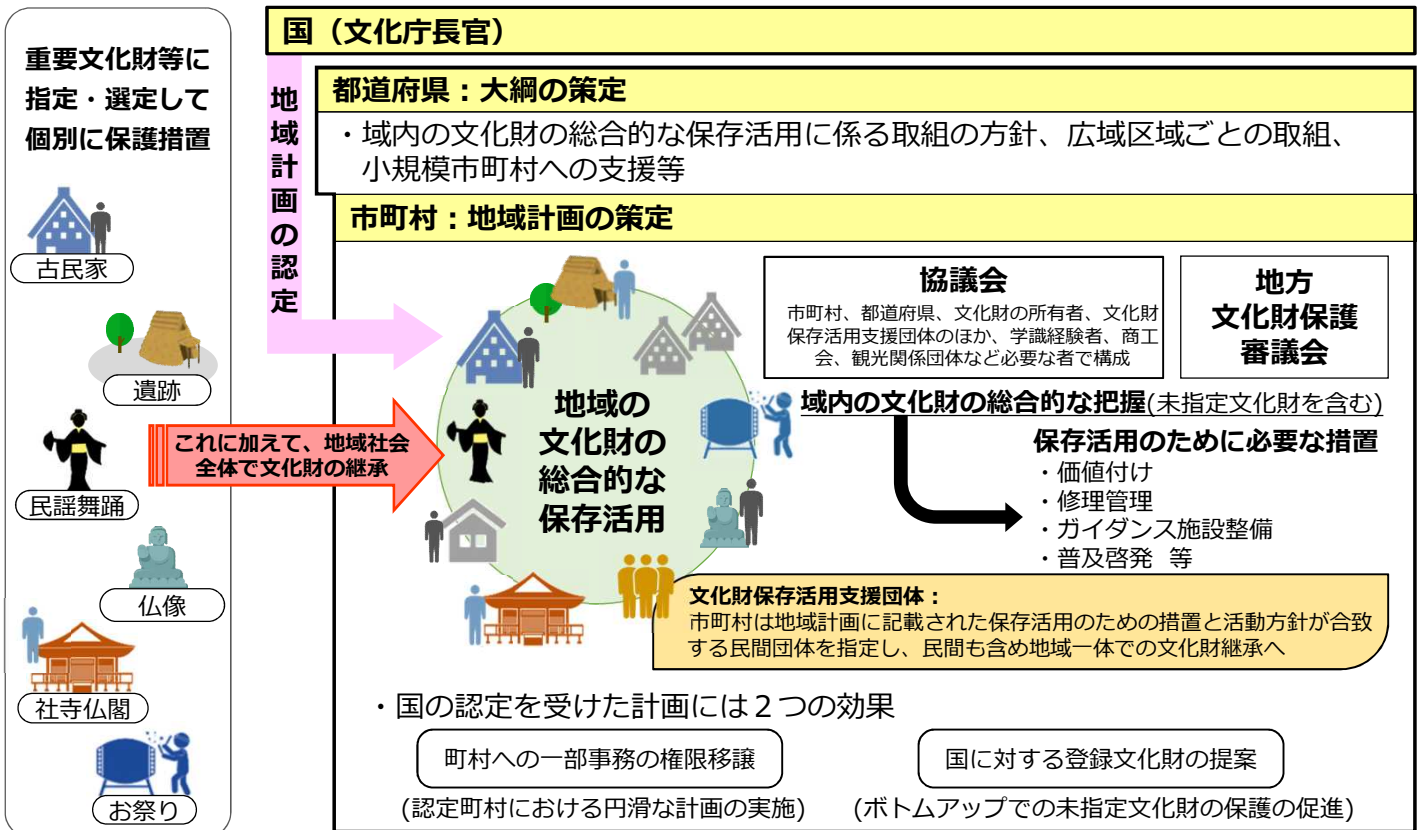 重要文化財等に
指定・選定して
個別に保護措置
古民家
遺跡
民謡舞踊
仏像
社寺仏閣
お祭り
これに加えて、地域社会
全体で文化財の継承
国（文化庁長官）
地域計画の認定
都道府県：大綱の策定
・域内の文化財の総合的な保存活用に係る取組の方針、広域区域ごとの取組、
小規模市町村への支援等
市町村：地域計画の策定
地域の
文化財の
総合的な
保存活用
協議会
市町村、都道府県、文化財の所有者、文化財
保存活用支援団体のほか、学識経験者、商工
会、観光関係団体など必要な者で構成
地方
文化財保護
審議会
域内の文化財の総合的な把握(未指定文化財を含む)
保存活用のために必要な措置
・価値付け
・修理管理
・ガイダンス施設整備
・普及啓発 等
文化財保存活用支援団体：
市町村は地域計画に記載された保存活用のための措置と活動方針が合致
する民間団体を指定し、民間も含め地域一体での文化財継承へ
・国の認定を受けた計画には２つの効果
町村への一部事務の権限移譲
(認定町村における円滑な計画の実施)
国に対する登録文化財の提案
(ボトムアップでの未指定文化財の保護の促進)